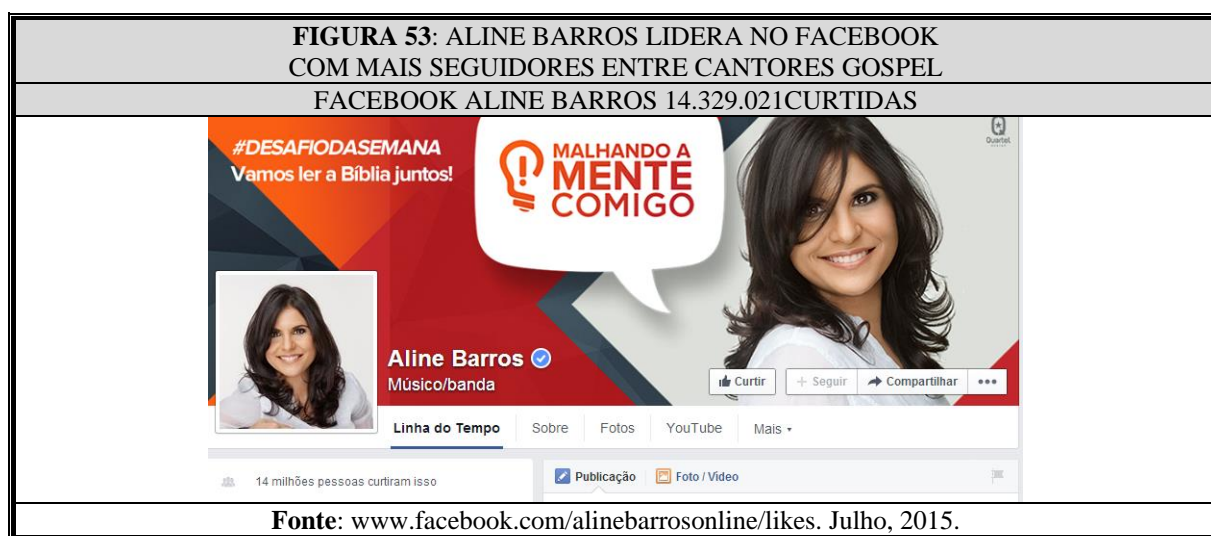 FIGURA 53: ALINE BARROS LIDERA NO FACEBOOK
COM MAIS SEGUIDORES ENTRE CANTORES GOSPEL
FACEBOOK ALINE BARROS 14.329.021CURTIDAS
#DESAFIODASEMANA
Vamos ler a Bíblia juntos!
MALHANDO A
MENTE
COMIGO
Quartel
Aline Barros
Músico/banda
Curtir
+ Seguir
Compartilhar
Linha do Tempo
Sobre
Fotos
YouTube
Mais
14 milhões pessoas curtiram isso
Publicação
Foto / Vídeo
Fonte: www.facebook.com/alinebarrosonline/likes. Julho, 2015.